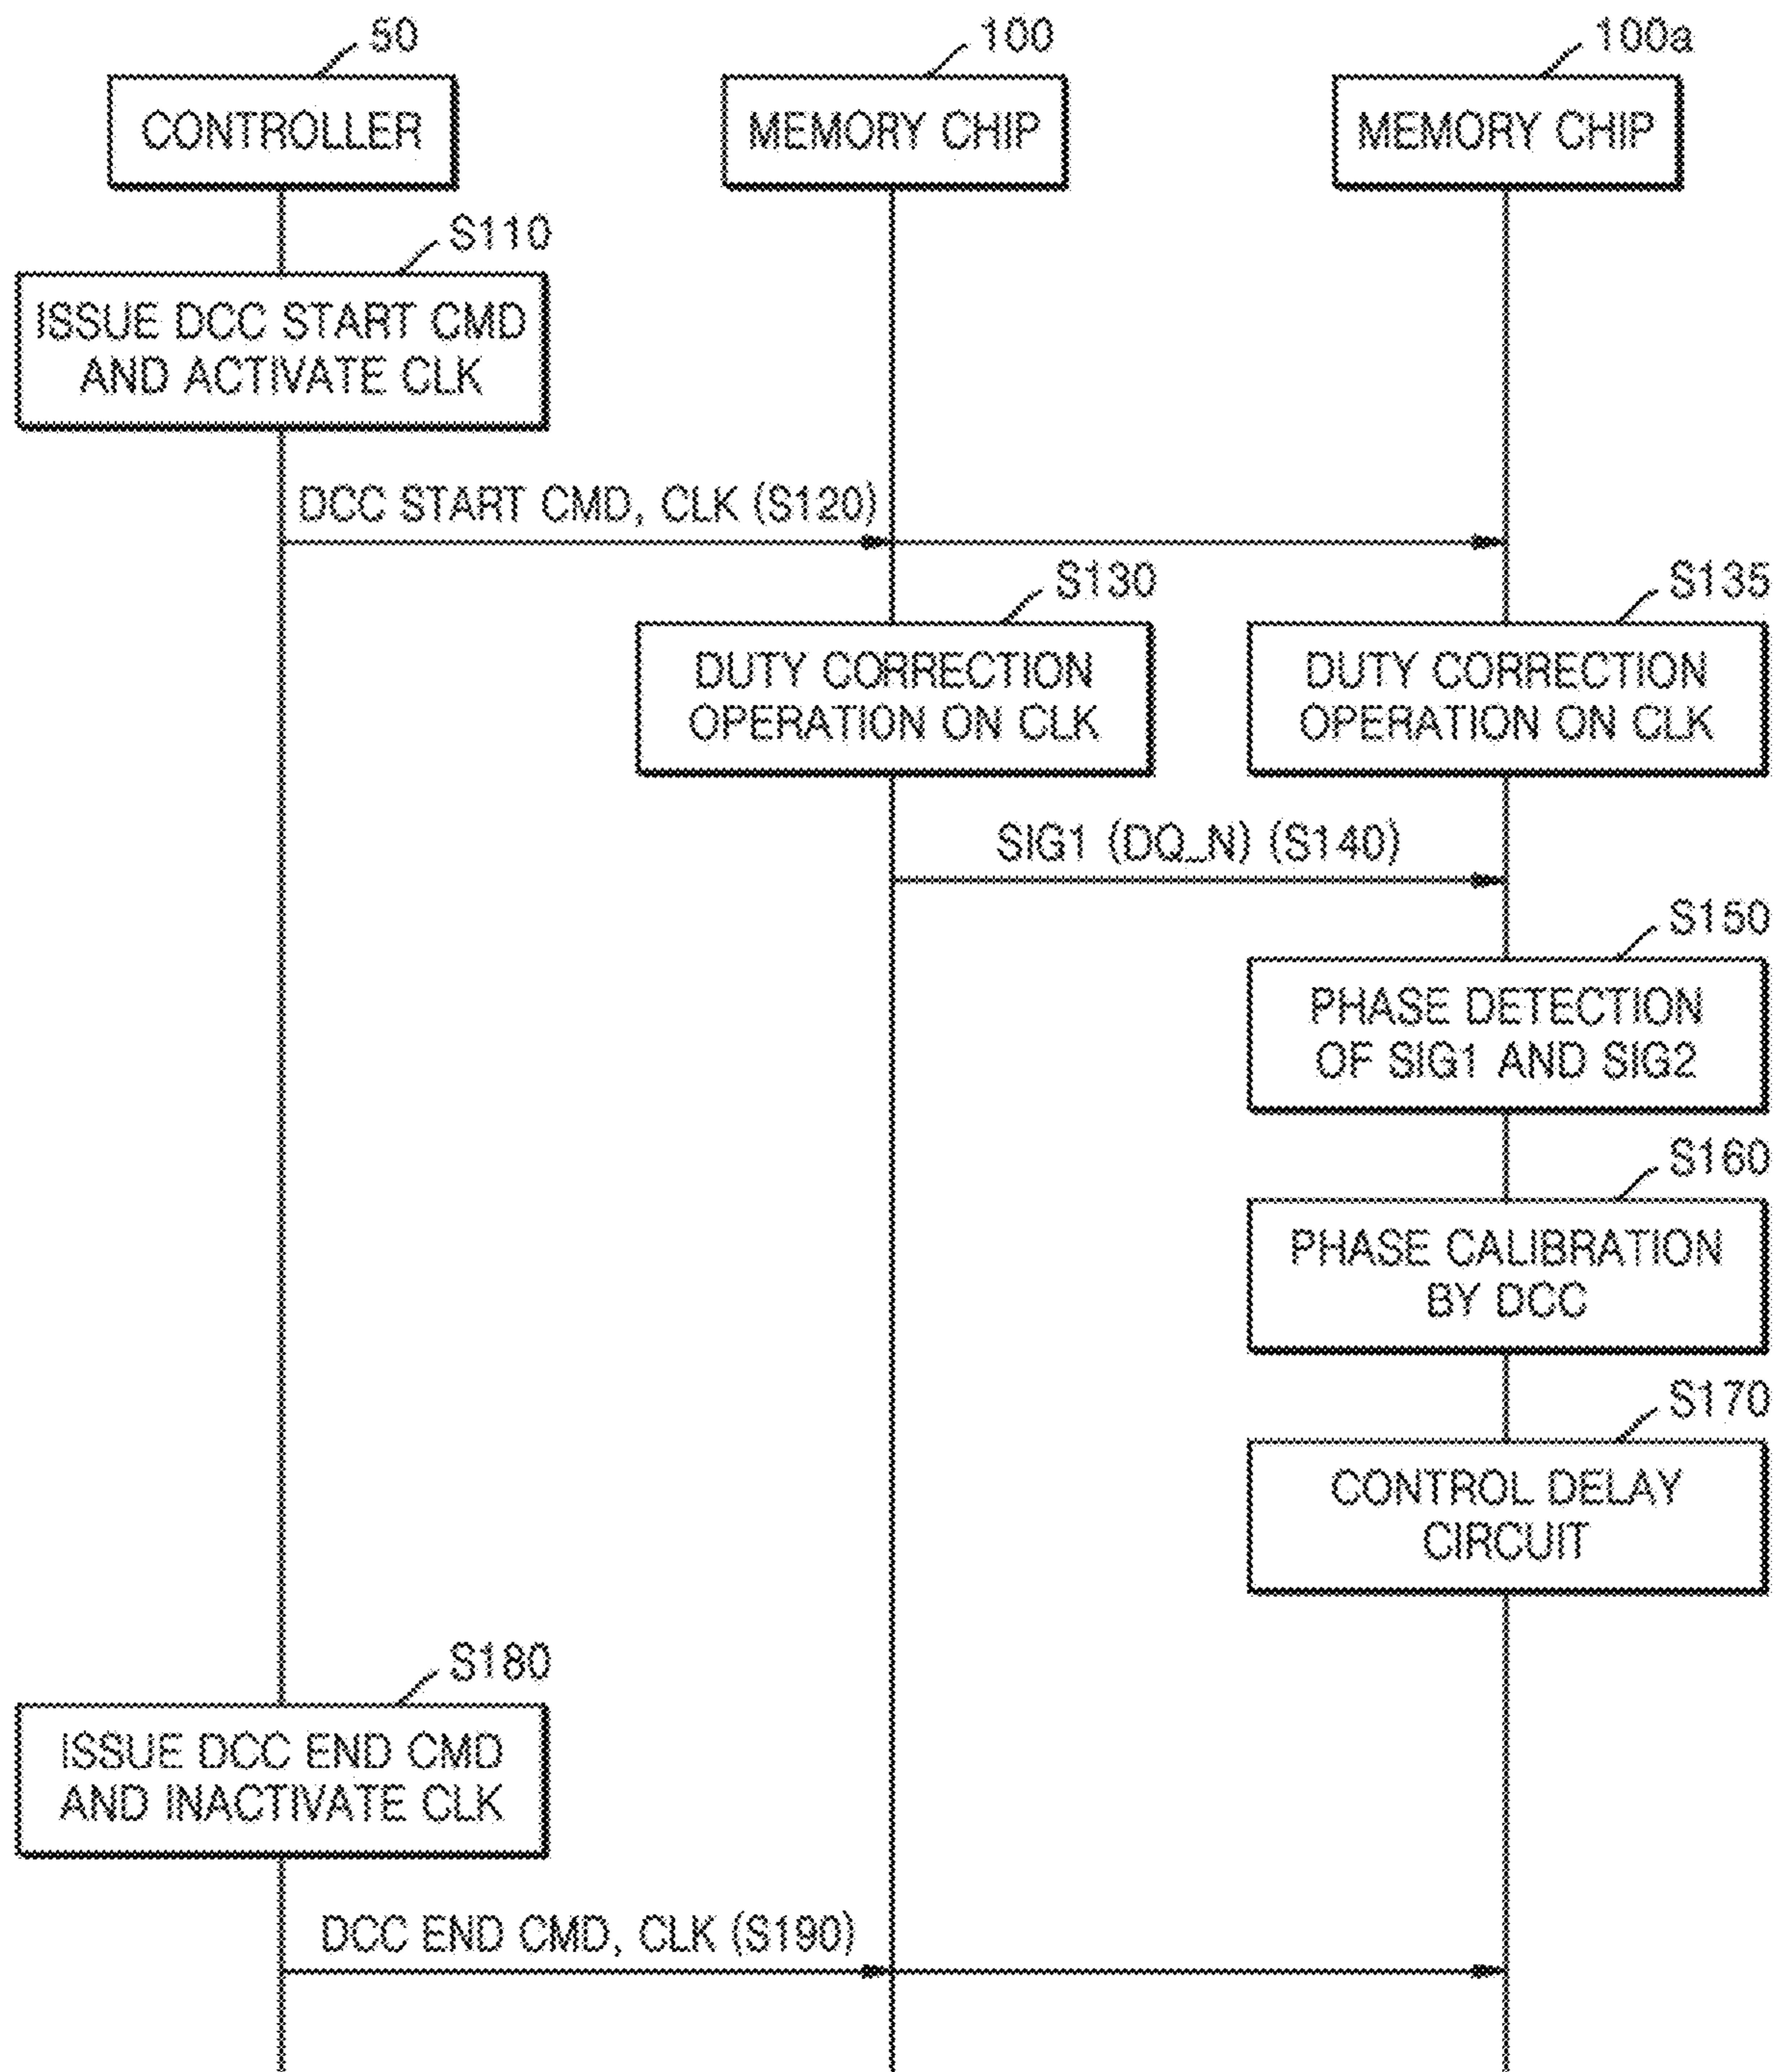 50
100
100a
CONTROLLER
MEMORY CHIP
MEMORY CHIP
S110
ISSUE DCC START CMD
AND ACTIVATE CLK
DCC START CMD, CLK (S120)
S130
S135
DUTY CORRECTION
OPERATION ON CLK
DUTY CORRECTION
OPERATION ON CLK
SIG1 (DQ_N) (S140)
S150
PHASE DETECTION
OF SIG1 AND SIG2
S160
PHASE CALIBRATION
BY DCC
S170
CONTROL DELAY
CIRCUIT
S180
ISSUE DCC END CMD
AND INACTIVATE CLK
DCC END CMD, CLK (S190)